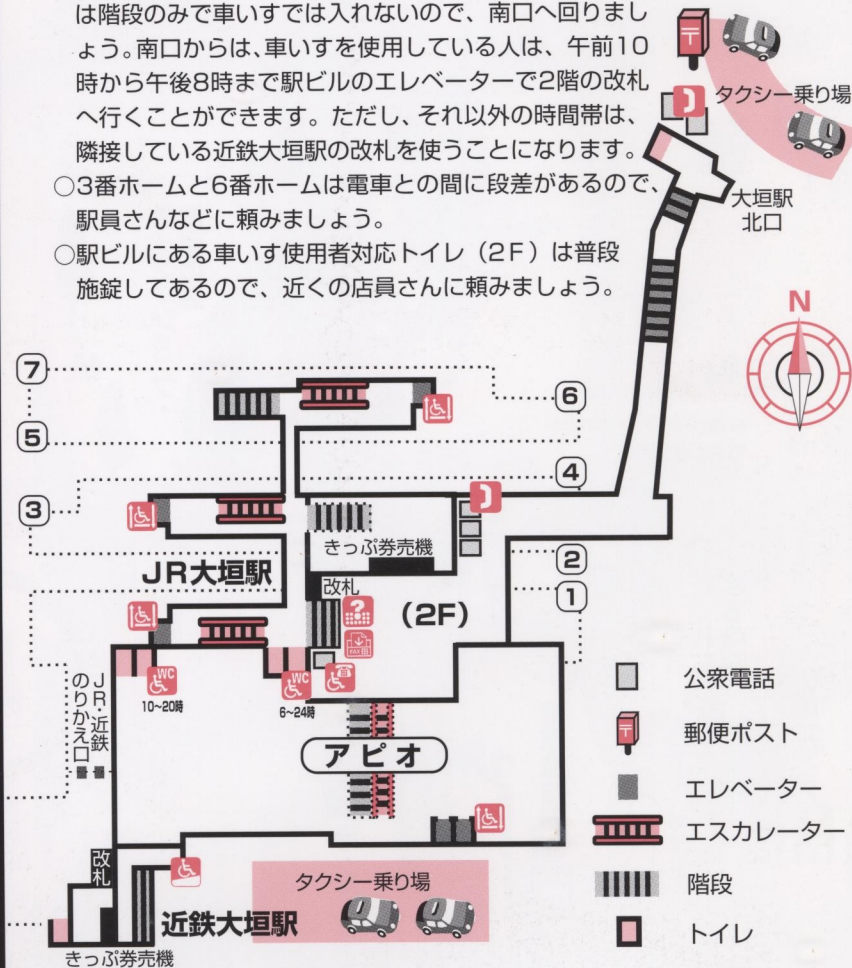 は階段のみで車いすでは入れないので、南口へ回りまし
ょう。南口からは、車いすを使用している人は、午前10
時から午後8時まで駅ビルのエレベーターで2階の改札
へ行くことができます。ただし、それ以外の時間帯は、
隣接している近鉄大垣駅の改札を使うことになります。
○3番ホームと6番ホームは電車との間に段差があるので、
駅員さんなどに頼みましょう。
○駅ビルにある車いす使用者対応トイレ(2F)は普段
施錠してあるので、近くの店員さんに頼みましょう。
〒
タクシー乗り場
大垣駅
北口
N
7
6
5
4
3
きっぷ券売機
2
JR大垣駅
改札
1
(2F)
?
FAX
WC
10~20時
WC
6~24時
JR・近鉄
のりかえ口
アピオ
改札
タクシー乗り場
近鉄大垣駅
きっぷ券売機
公衆電話
〒
郵便ポスト
エレベーター
エスカレーター
階段
トイレ